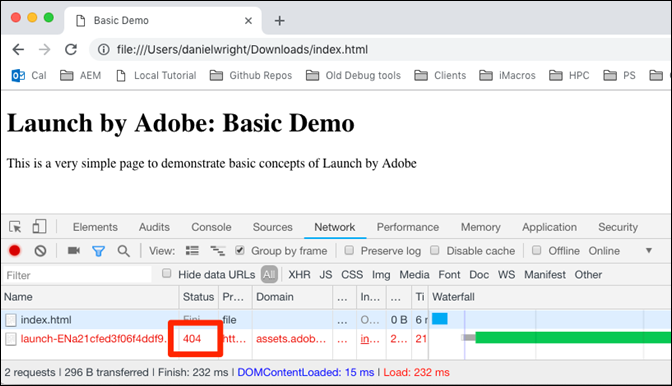 Basic Demo
file:///Users/danielwright/Downloads/index.html
Cal AEM Local Tutorial Github Repos Old Debug tools Clients iMacros HPC PS
Launch by Adobe: Basic Demo
This is a very simple page to demonstrate basic concepts of Launch by Adobe
Elements Audits Console Sources Network Performance Memory Application Security
View: Group by frame Preserve log Disable cache Offline Online
Filter Hide data URLs All XHR JS CSS Img Media Font Doc WS Manifest Other
Name Status Pr... Domain ... In... ... Ti Waterfall
index.html file ... O... 0 B 6
launch-ENa21cfed3f06f4ddf9... 404 htt... assets.adob... ... in... 2... 21
2 requests | 296 B transferred | Finish: 232 ms | DOMContentLoaded: 15 ms | Load: 232 ms